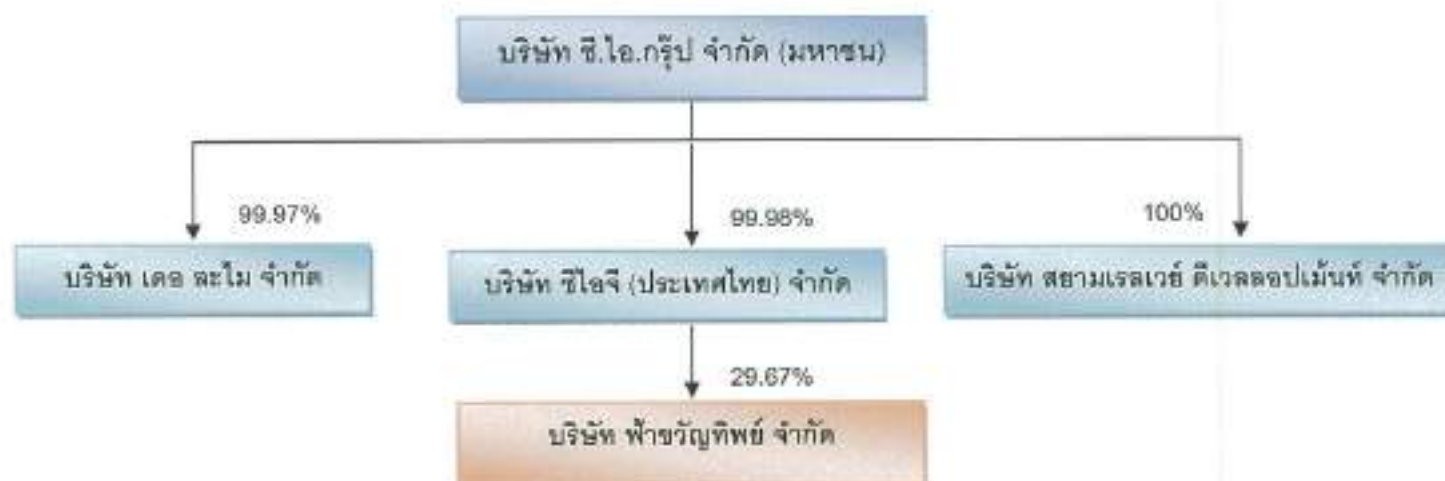 บริษัท ซี.ไอ.กรุ๊ป จำกัด (มหาชน)
99.97%
99.98%
100%
บริษัท เดอ ละไม จำกัด
บริษัท ซีไอจี (ประเทศไทย) จำกัด
บริษัท สยามเรลเวย์ ดีเวลลอปเม้นท์ จำกัด
29.67%
บริษัท ฟ้าขวัญทิพย์ จำกัด